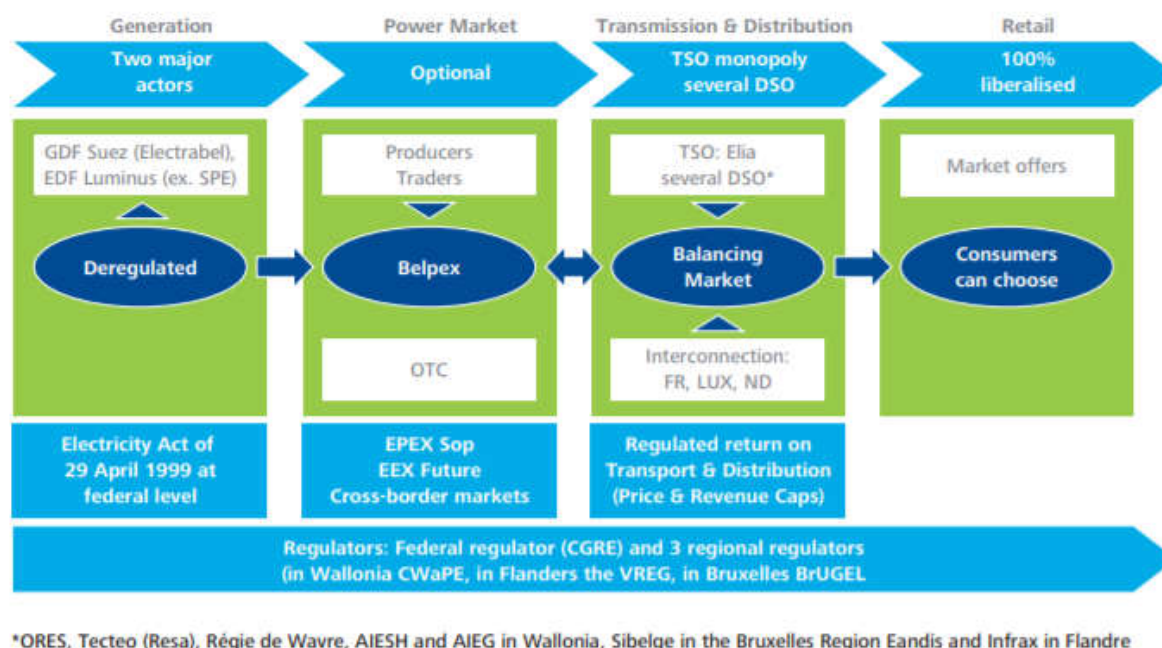 Generation
Power Market
Transmission & Distribution
Retail
Two major
actors
Optional
TSO monopoly
several DSO
100%
liberalised
GDF Suez (Electrabel),
EDF Luminus (ex. SPE)
Producers
Traders
TSO: Elia
several DSO*
Market offers
Deregulated
Belpex
Balancing
Market
Consumers
can choose
OTC
Interconnection:
FR, LUX, ND
Electricity Act of
29 April 1999 at
federal level
EPEX Sop
EEX Future
Cross-border markets
Regulated return on
Transport & Distribution
(Price & Revenue Caps)
Regulators: Federal regulator (CGRE) and 3 regional regulators
(in Wallonia CWaPE, in Flanders the VREG, in Bruxelles BrUGEL
*ORES, Tecteo (Resa), Régie de Wavre, AIESH and AIEG in Wallonia, Sibelge in the Bruxelles Region Eandis and Infrax in Flandre